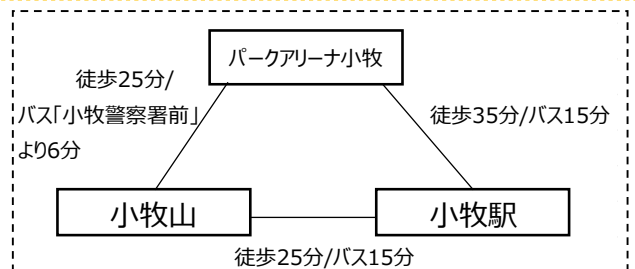 パークアリーナ小牧
徒歩25分/
バス「小牧警察署前」
より6分
徒歩35分/バス15分
小牧山
小牧駅
徒歩25分/バス15分